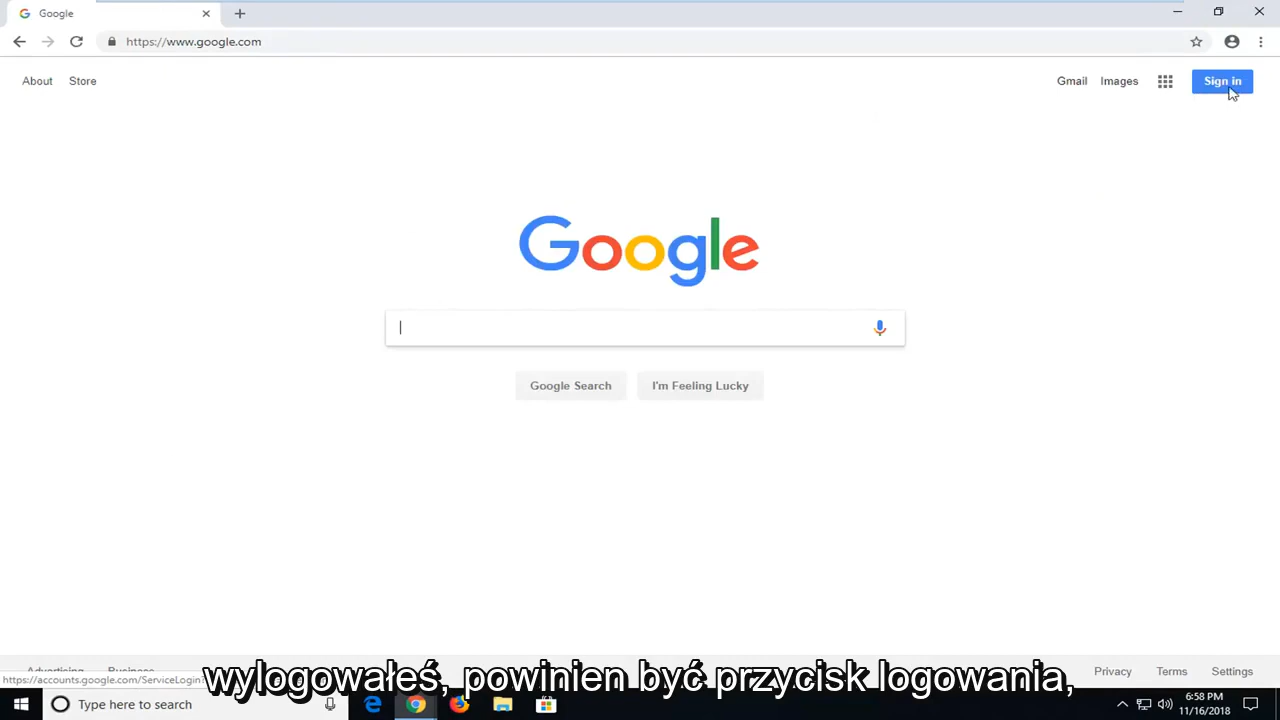 Google
https://www.google.com
About Store
Gmail Images Sign in
Google
Google Search I'm Feeling Lucky
Advertising Business
Privacy Terms Settings
https://accounts.google.com/ServiceLogin?
wylogowałeś, powinien być przycisk logowania,
Type here to search
6:58 PM
11/16/2018